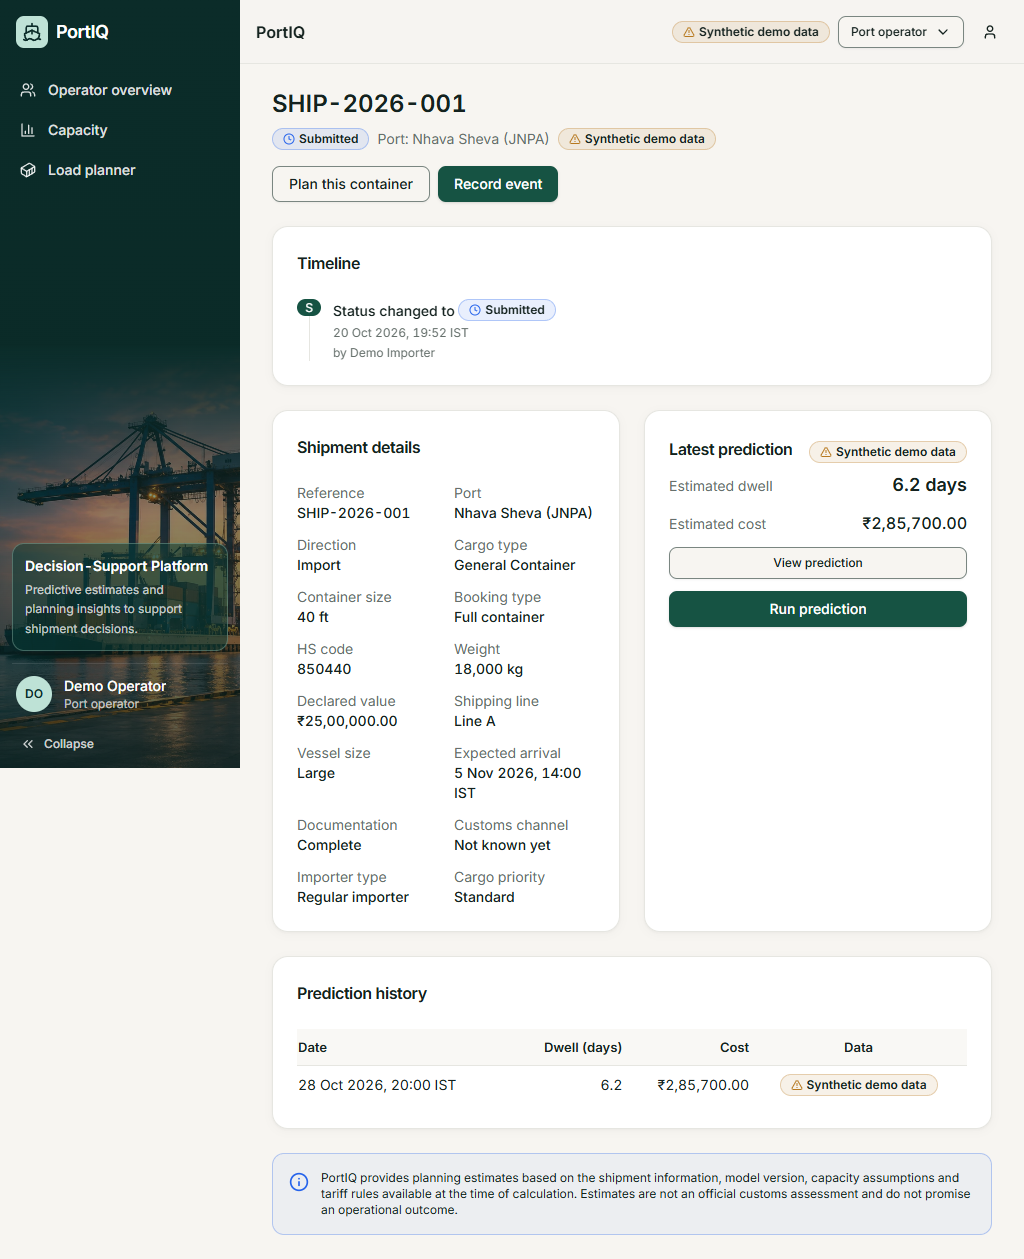 PortIQ
Operator overview
Capacity
Load planner
Decision-Support Platform
Predictive estimates and
planning insights to support
shipment decisions.
DO
Demo Operator
Port operator
Collapse
PortIQ
Synthetic demo data
Port operator
SHIP-2026-001
Submitted
Port: Nhava Sheva (JNPA)
Synthetic demo data
Plan this container
Record event
Timeline
S
Status changed to Submitted
20 Oct 2026, 19:52 IST
by Demo Importer
Shipment details
Reference
SHIP-2026-001
Port
Nhava Sheva (JNPA)
Direction
Import
Cargo type
General Container
Container size
40 ft
Booking type
Full container
HS code
850440
Weight
18,000 kg
Declared value
₹25,00,000.00
Shipping line
Line A
Vessel size
Large
Expected arrival
5 Nov 2026, 14:00
IST
Documentation
Complete
Customs channel
Not known yet
Importer type
Regular importer
Cargo priority
Standard
Latest prediction
Synthetic demo data
Estimated dwell
6.2 days
Estimated cost
₹2,85,700.00
View prediction
Run prediction
Prediction history
Date Dwell (days) Cost Data
28 Oct 2026, 20:00 IST 6.2 ₹2,85,700.00 Synthetic demo data
PortIQ provides planning estimates based on the shipment information, model version, capacity assumptions and
tariff rules available at the time of calculation. Estimates are not an official customs assessment and do not promise
an operational outcome.